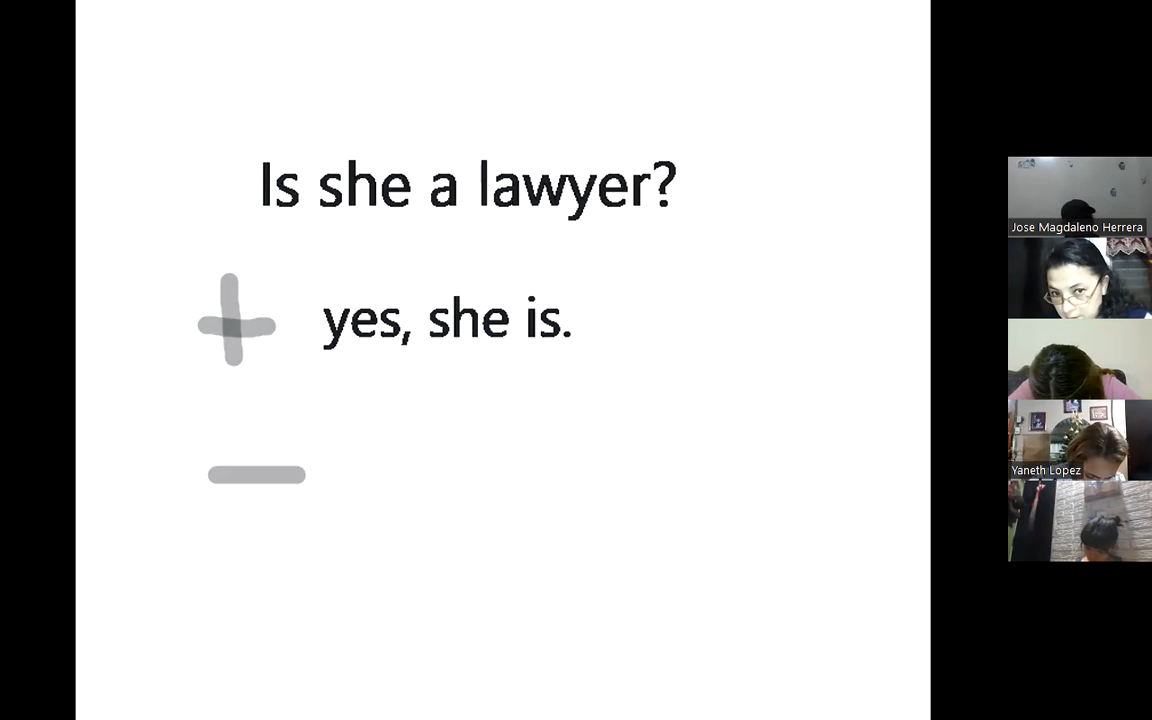 Is she a lawyer?
yes, she is.
Jose Magdaleno Herrera
Yaneth Lopez